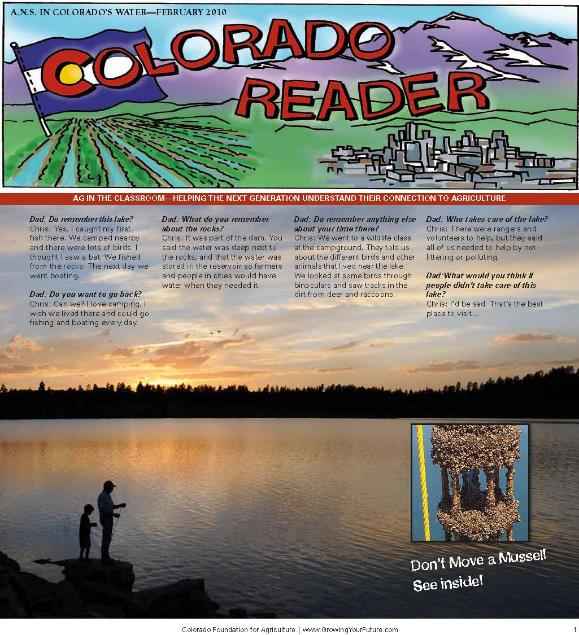 A.N.S. IN COLORADO'S WATER—FEBRUARY 2010
COLORADO
READER
AG IN THE CLASSROOM—HELPING THE NEXT GENERATION UNDERSTAND THEIR CONNECTION TO AGRICULTURE
Dad: Do remember this lake?
Chris: Yes, I caught my first
fish there. We camped nearby
and there were lots of birds. I
thought I saw a bat. We fished
from the rocks. The next day we
went boating.
Dad: Do you want to go back?
Chris: Can we? I love camping. I
wish we lived there and could go
fishing and boating every day.
Dad: What do you remember
about the rocks?
Chris: It was part of the dam. You
said the water was deep next to
the rocks, and that the water was
stored in the reservoir so farmers
and people in cities would have
water when they needed it.
Dad: Do remember anything else
about your time there?
Chris: We went to a wildlife class
at the campground. They told us
about the different birds and other
animals that lived near the lake.
We looked at some birds through
binoculars and saw tracks in the
dirt from deer and raccoons.
Dad: Who takes care of the lake?
Chris: There were rangers and
volunteers to help, but they said
all of us needed to help by not
littering or polluting.
Dad: What would you think if
people didn't take care of this
lake?
Chris: I'd be sad. That's the best
place to visit...
Don't Move a Mussel!
See inside!
Colorado Foundation for Agriculture | www.GrowingYourFuture.com
1